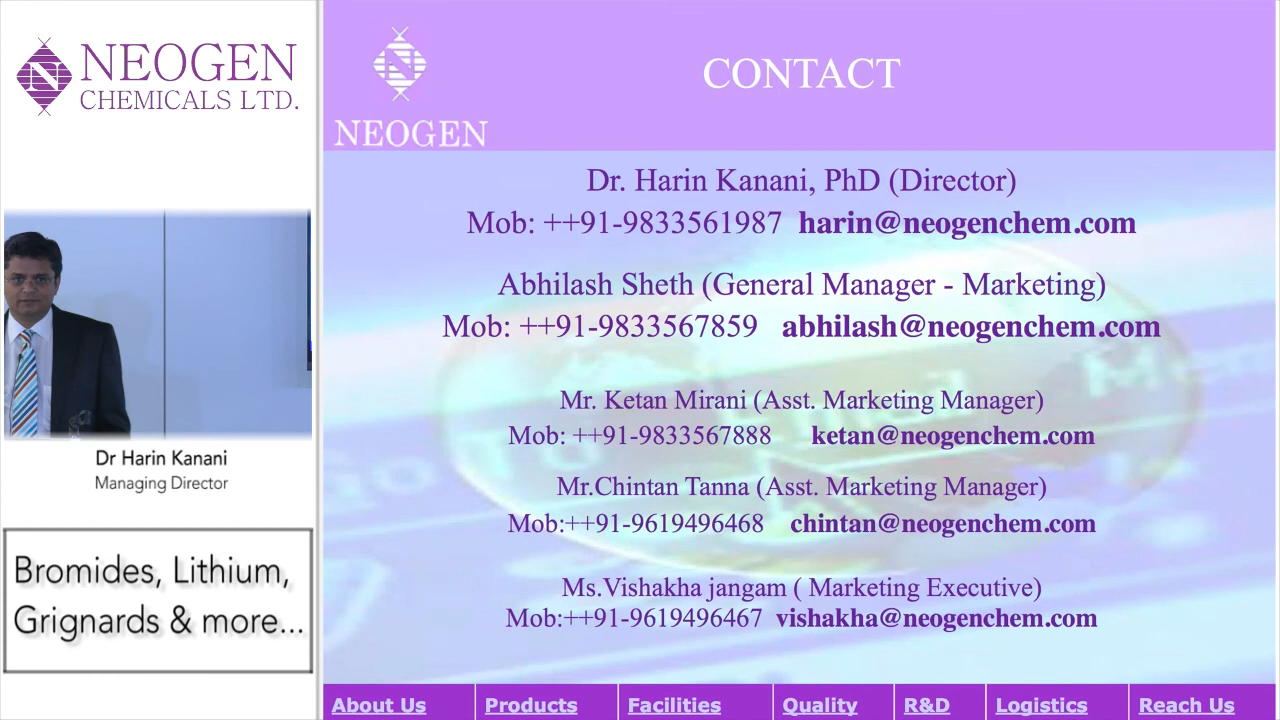 NEOGEN
CHEMICALS LTD.
Dr Harin Kanani
Managing Director
Bromides, Lithium,
Grignards & more...
NEOGEN
CONTACT
Dr. Harin Kanani, PhD (Director)
Mob: ++91-9833561987 harin@neogenchem.com
Abhilash Sheth (General Manager - Marketing)
Mob: ++91-9833567859 abhilash@neogenchem.com
Mr. Ketan Mirani (Asst. Marketing Manager)
Mob: ++91-9833567888 ketan@neogenchem.com
Mr.Chintan Tanna (Asst. Marketing Manager)
Mob:++91-9619496468 chintan@neogenchem.com
Ms.Vishakha jangam ( Marketing Executive)
Mob:++91-9619496467 vishakha@neogenchem.com
About Us Products Facilities Quality R&D Logistics Reach Us